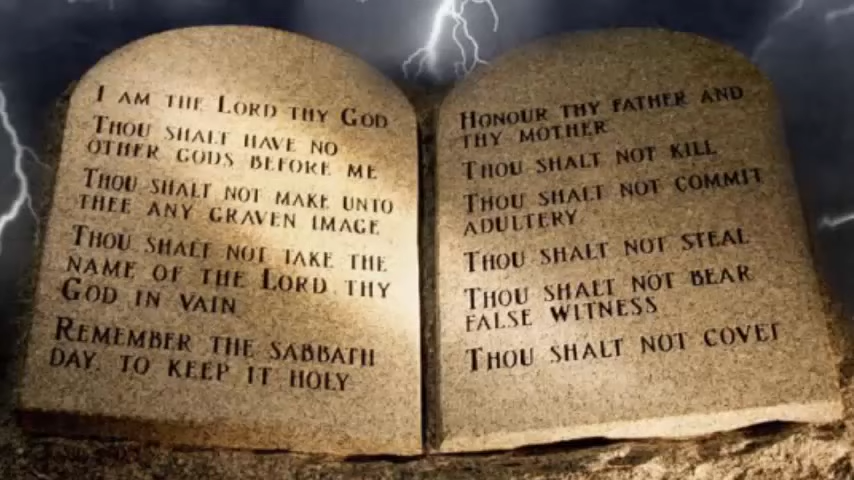 I AM THE LORD THY GOD
THOU SHALT HAVE NO
OTHER GODS BEFORE ME
THOU SHALT NOT MAKE UNTO
THEE ANY GRAVEN IMAGE
THOU SHALT NOT TAKE THE
NAME OF THE LORD THY
GOD IN VAIN
REMEMBER THE SABBATH
DAY, TO KEEP IT HOLY
HONOUR THY FATHER AND
THY MOTHER
THOU SHALT NOT KILL
THOU SHALT NOT COMMIT
ADULTERY
THOU SHALT NOT STEAL
THOU SHALT NOT BEAR
FALSE WITNESS
THOU SHALT NOT COVET